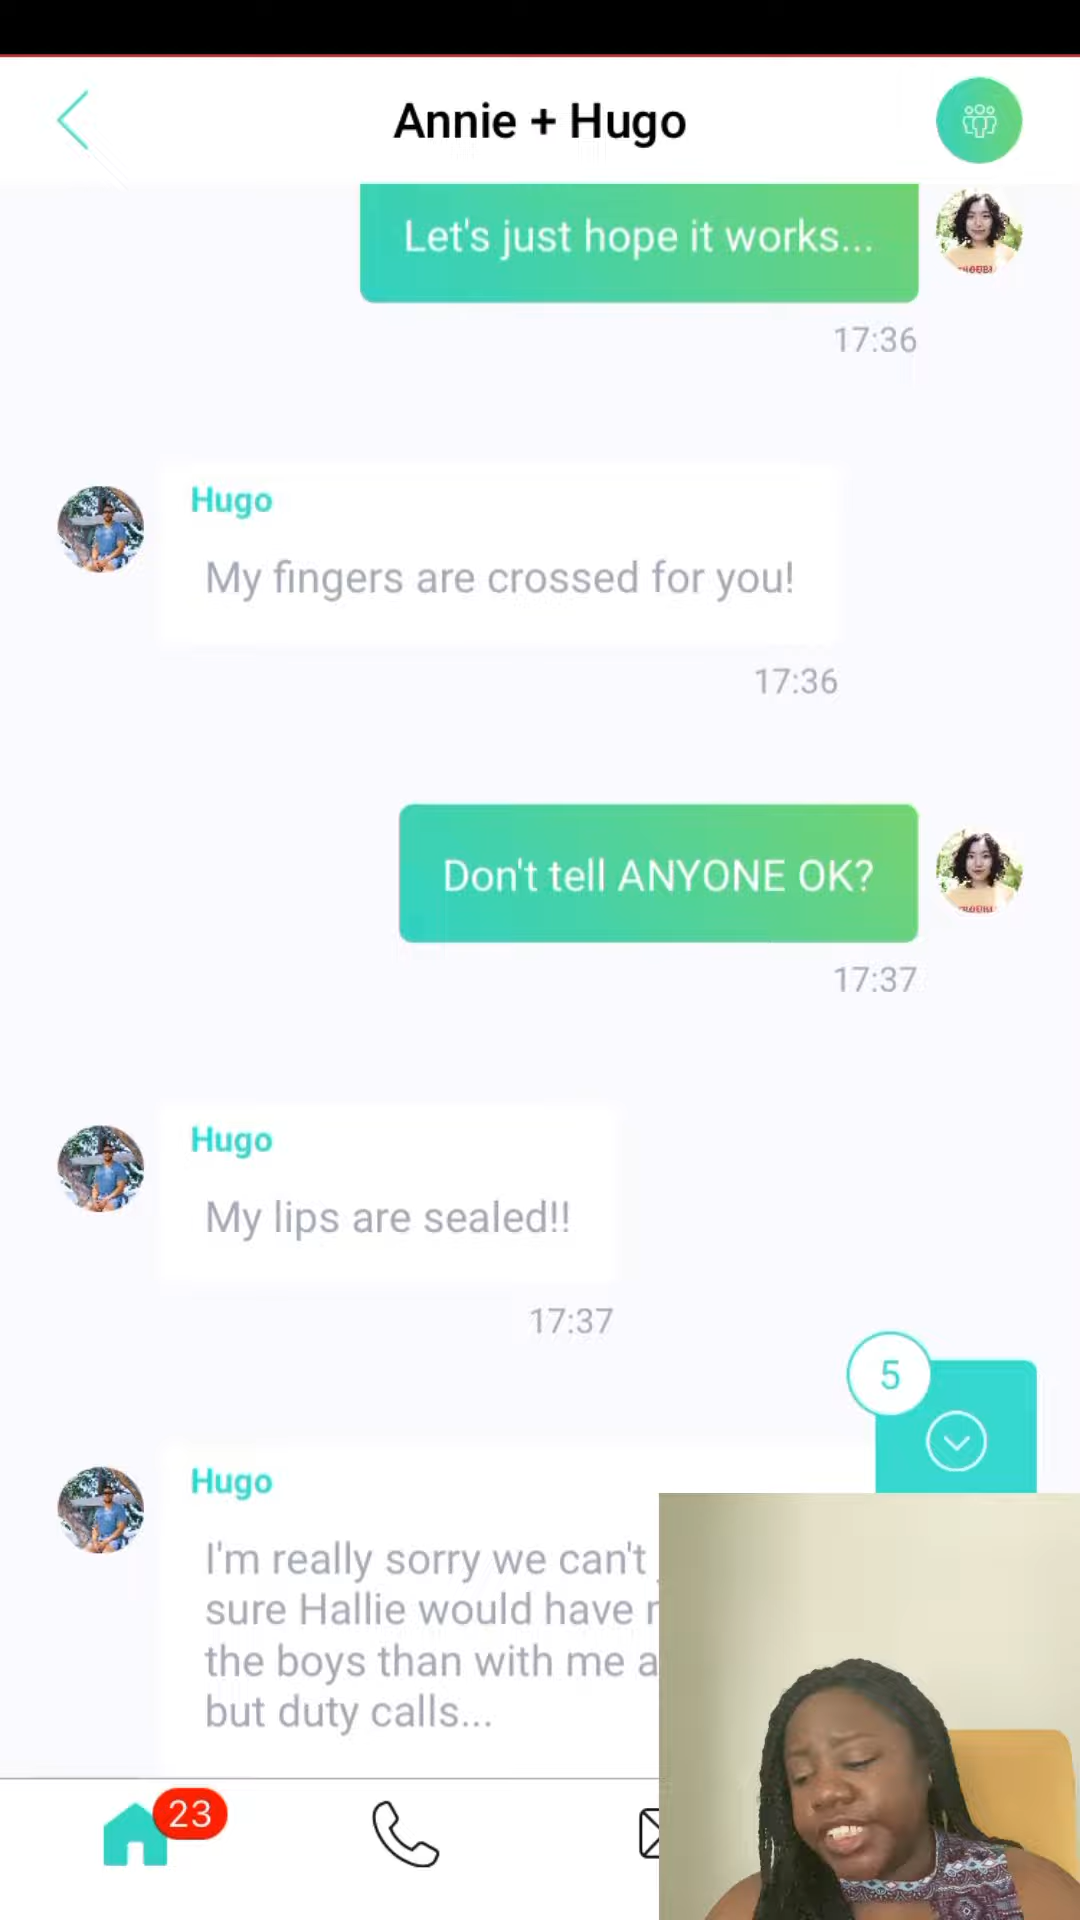 Annie + Hugo
Let's just hope it works...
17:36
Hugo
My fingers are crossed for you!
17:36
Don't tell ANYONE OK?
17:37
Hugo
My lips are sealed!!
17:37
5
Hugo
I'm really sorry we can't
sure Hallie would have
the boys than with me
but duty calls...
23